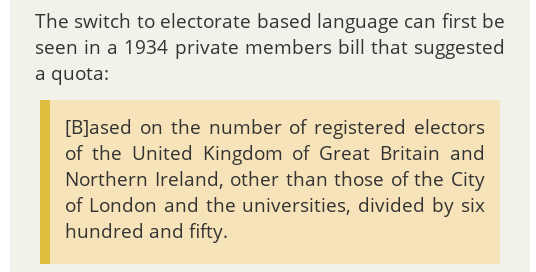 The switch to electorate based language can first be
seen in a 1934 private members bill that suggested
a quota:
[B]ased on the number of registered electors
of the United Kingdom of Great Britain and
Northern Ireland, other than those of the City
of London and the universities, divided by six
hundred and fifty.